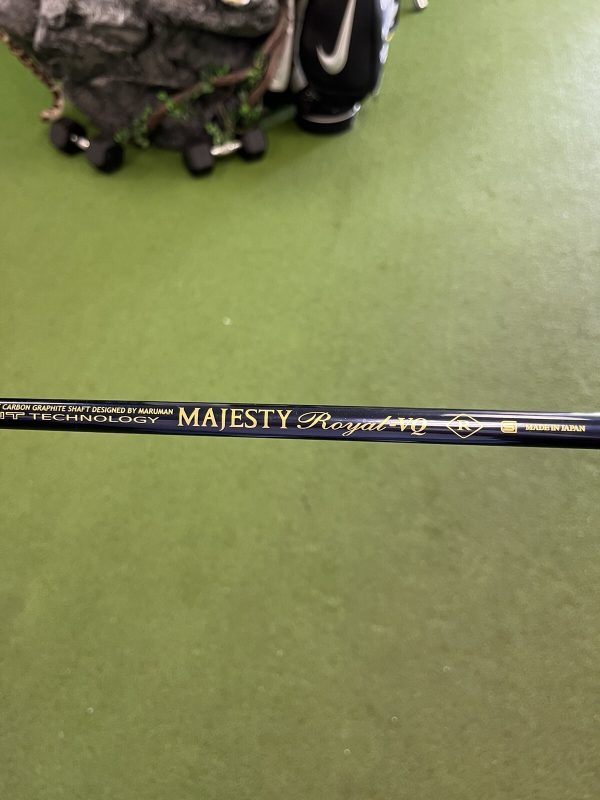 CARBON GRAPHITE SHAFT DESIGNED BY MARUMAN
TECHNOLOGY
MAJESTY Royal-VQ
R
S
MADE IN JAPAN